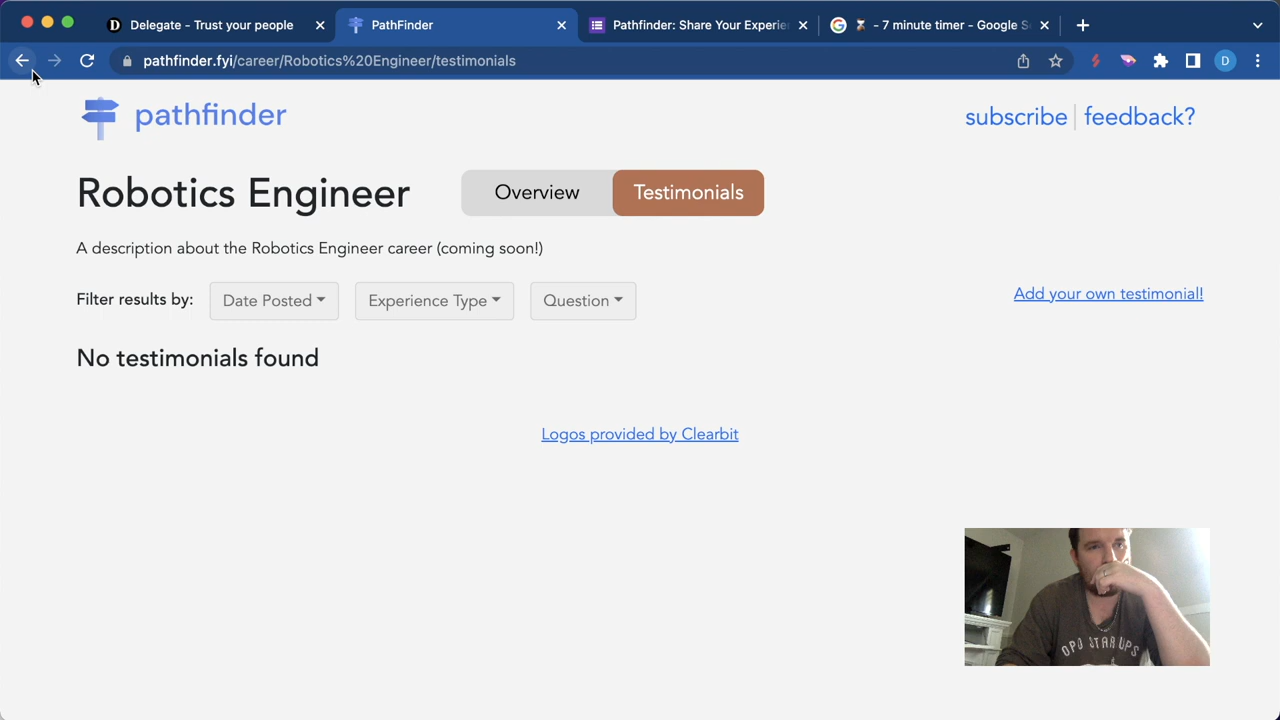 Delegate - Trust your people
PathFinder
Pathfinder: Share Your Experie
- 7 minute timer - Google S
pathfinder.fyi/career/Robotics%20Engineer/testimonials
D
pathfinder
subscribe
feedback?
Robotics Engineer
Overview
Testimonials
A description about the Robotics Engineer career (coming soon!)
Filter results by:
Date Posted
Experience Type
Question
Add your own testimonial!
No testimonials found
Logos provided by Clearbit
OPO STARTUPS